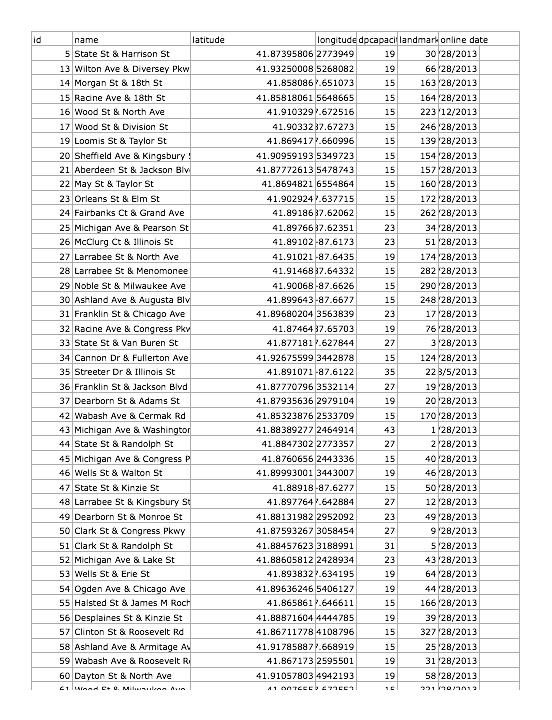 id name latitude longitude dpcapacit landmark online date
5 State St & Harrison St 41.87395806 2773949 19 30 '28/2013
13 Wilton Ave & Diversey Pkw 41.93250008 5268082 19 66 '28/2013
14 Morgan St & 18th St 41.858086 7.651073 15 163 '28/2013
15 Racine Ave & 18th St 41.85818061 5648665 15 164 '28/2013
16 Wood St & North Ave 41.910329 7.672516 15 223 '12/2013
17 Wood St & Division St 41.90332 37.67273 15 246 '28/2013
19 Loomis St & Taylor St 41.869417 7.660996 15 139 '28/2013
20 Sheffield Ave & Kingsbury 41.90959193 5349723 15 154 '28/2013
21 Aberdeen St & Jackson Blv 41.87772613 5478743 15 157 '28/2013
22 May St & Taylor St 41.8694821 6554864 15 160 '28/2013
23 Orleans St & Elm St 41.902924 7.637715 15 172 '28/2013
24 Fairbanks Ct & Grand Ave 41.89186 37.62062 15 262 '28/2013
25 Michigan Ave & Pearson St 41.89766 37.62351 23 34 '28/2013
26 McClurg Ct & Illinois St 41.89102 -87.6173 23 51 '28/2013
27 Larrabee St & North Ave 41.91021 -87.6435 19 174 '28/2013
28 Larrabee St & Menomonee 41.91468 37.64332 15 282 '28/2013
29 Noble St & Milwaukee Ave 41.90068 -87.6626 15 290 '28/2013
30 Ashland Ave & Augusta Blv 41.899643 -87.6677 15 248 '28/2013
31 Franklin St & Chicago Ave 41.89680204 3563839 23 17 '28/2013
32 Racine Ave & Congress Pkw 41.87464 37.65703 19 76 '28/2013
33 State St & Van Buren St 41.877181 7.627844 27 3 '28/2013
34 Cannon Dr & Fullerton Ave 41.92675599 3442878 15 124 '28/2013
35 Streeter Dr & Illinois St 41.891071 -87.6122 35 22 3/5/2013
36 Franklin St & Jackson Blvd 41.87770796 3532114 27 19 '28/2013
37 Dearborn St & Adams St 41.87935636 2979104 19 20 '28/2013
42 Wabash Ave & Cermak Rd 41.85323876 2533709 15 170 '28/2013
43 Michigan Ave & Washingtor 41.88389277 2464914 43 1 '28/2013
44 State St & Randolph St 41.8847302 2773357 27 2 '28/2013
45 Michigan Ave & Congress P 41.8760656 2443336 15 40 '28/2013
46 Wells St & Walton St 41.89993001 3443007 19 46 '28/2013
47 State St & Kinzie St 41.88918 -87.6277 15 50 '28/2013
48 Larrabee St & Kingsbury St 41.897764 7.642884 27 12 '28/2013
49 Dearborn St & Monroe St 41.88131982 2952092 23 49 '28/2013
50 Clark St & Congress Pkwy 41.87593267 3058454 27 9 '28/2013
51 Clark St & Randolph St 41.88457623 3188991 31 5 '28/2013
52 Michigan Ave & Lake St 41.88605812 2428934 23 43 '28/2013
53 Wells St & Erie St 41.893832 7.634195 19 64 '28/2013
54 Ogden Ave & Chicago Ave 41.89636246 5406127 19 44 '28/2013
55 Halsted St & James M Roch 41.865861 7.646611 15 166 '28/2013
56 Desplaines St & Kinzie St 41.88871604 4444785 19 39 '28/2013
57 Clinton St & Roosevelt Rd 41.86711778 4108796 15 327 '28/2013
58 Ashland Ave & Armitage Av 41.91785887 7.668919 15 25 '28/2013
59 Wabash Ave & Roosevelt R 41.867173 2595501 19 31 '28/2013
60 Dayton St & North Ave 41.91057803 4942193 19 58 '28/2013
61 Wood St & Milwaukee Ave 41.907655 7.672552 15 221 '28/2013